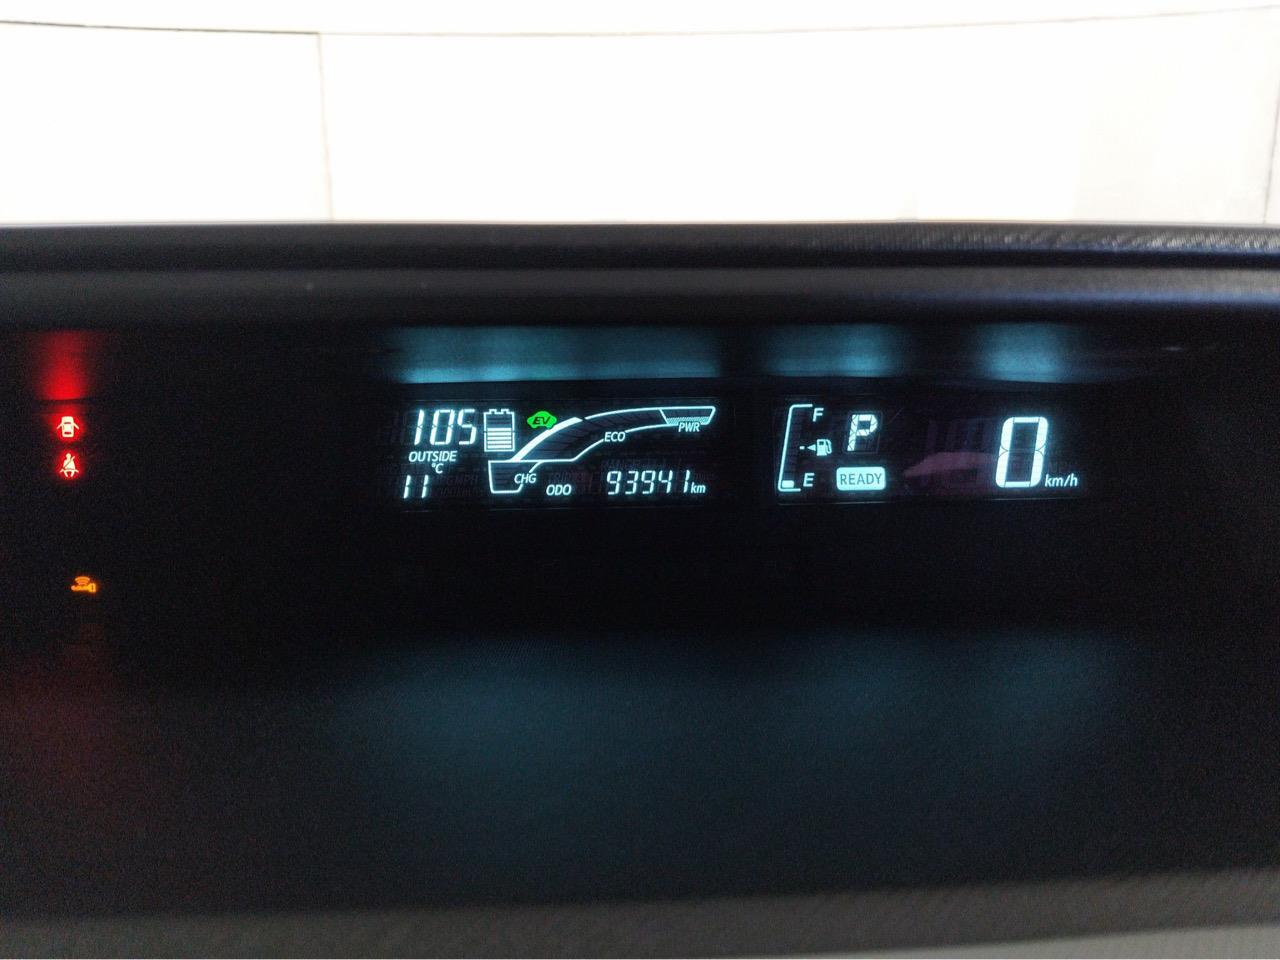 105
EV
PWR
ECO
OUTSIDE
°C
11
CHG
ODO 93941 km
F
P
E
READY
0 km/h